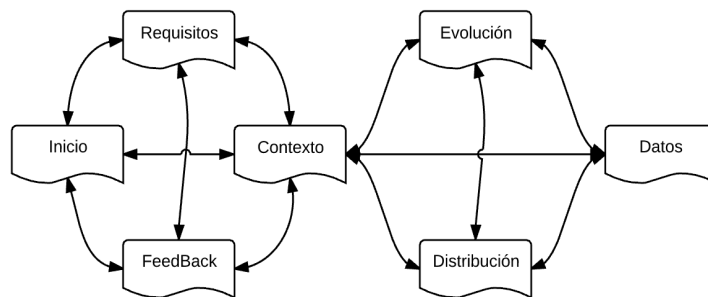 Requisitos
Evolución
Inicio
Contexto
Datos
FeedBack
Distribución